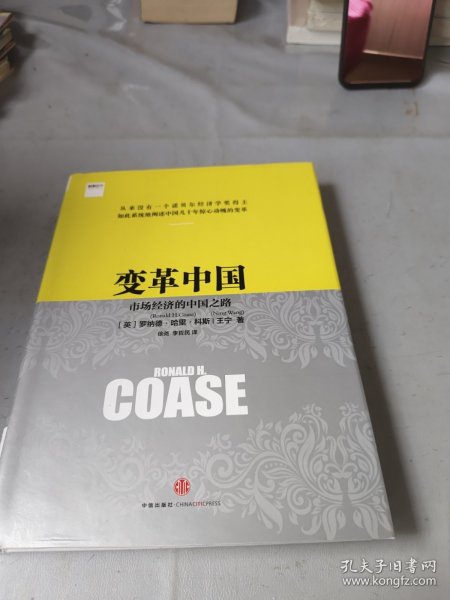 从来没有一个诺贝尔经济学奖得主
如此系统地阐述中国几十年惊心动魄的变革
变革中国
市场经济的中国之路
(Ronald H. Coase) (Ning Wang)
[英] 罗纳德·哈里·科斯 | 王宁 著
徐尧 李哲民 译
RONALD H.
COASE
CITIC
中信出版社·CHINACITICPRESS
孔夫子旧书网
www.kongfz.com